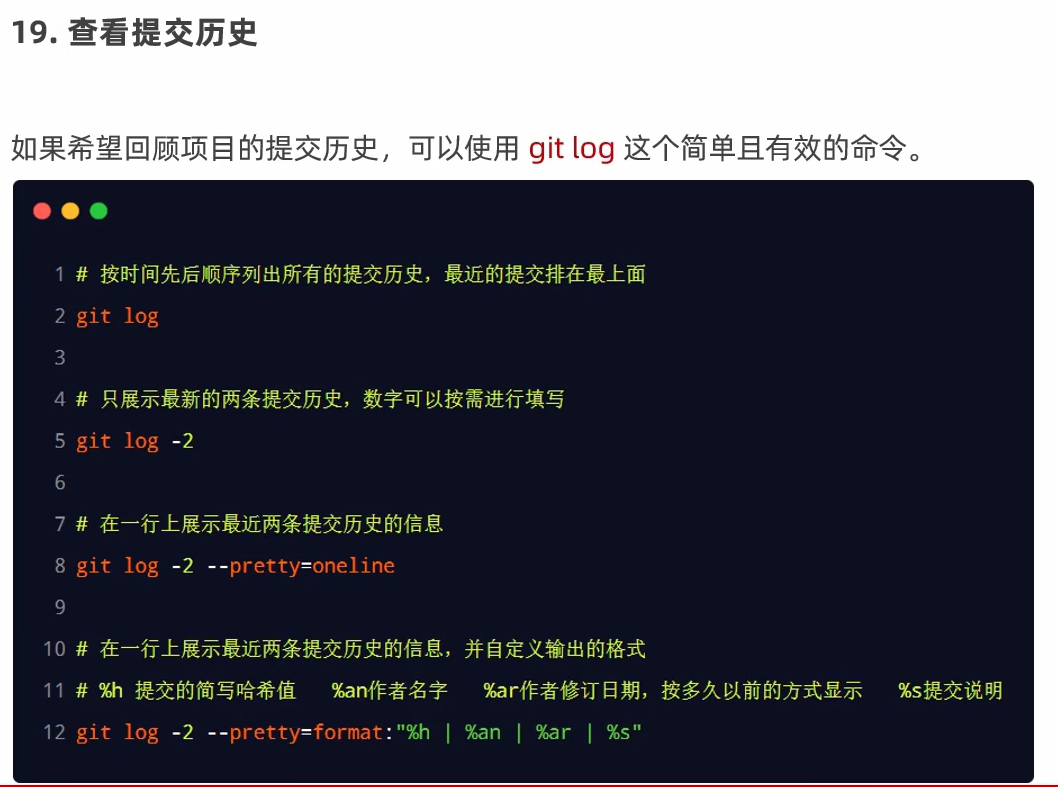 19. 查看提交历史
如果希望回顾项目的提交历史，可以使用 git log 这个简单且有效的命令。
1 # 按时间先后顺序列出所有的提交历史，最近的提交排在最上面
2 git log
3
4 # 只展示最新的两条提交历史，数字可以按需进行填写
5 git log -2
6
7 # 在一行上展示最近两条提交历史的信息
8 git log -2 --pretty=oneline
9
10 # 在一行上展示最近两条提交历史的信息，并自定义输出的格式
11 # %h 提交的简写哈希值   %an作者名字   %ar作者修订日期，按多久以前的方式显示   %s提交说明
12 git log -2 --pretty=format:"%h | %an | %ar | %s"